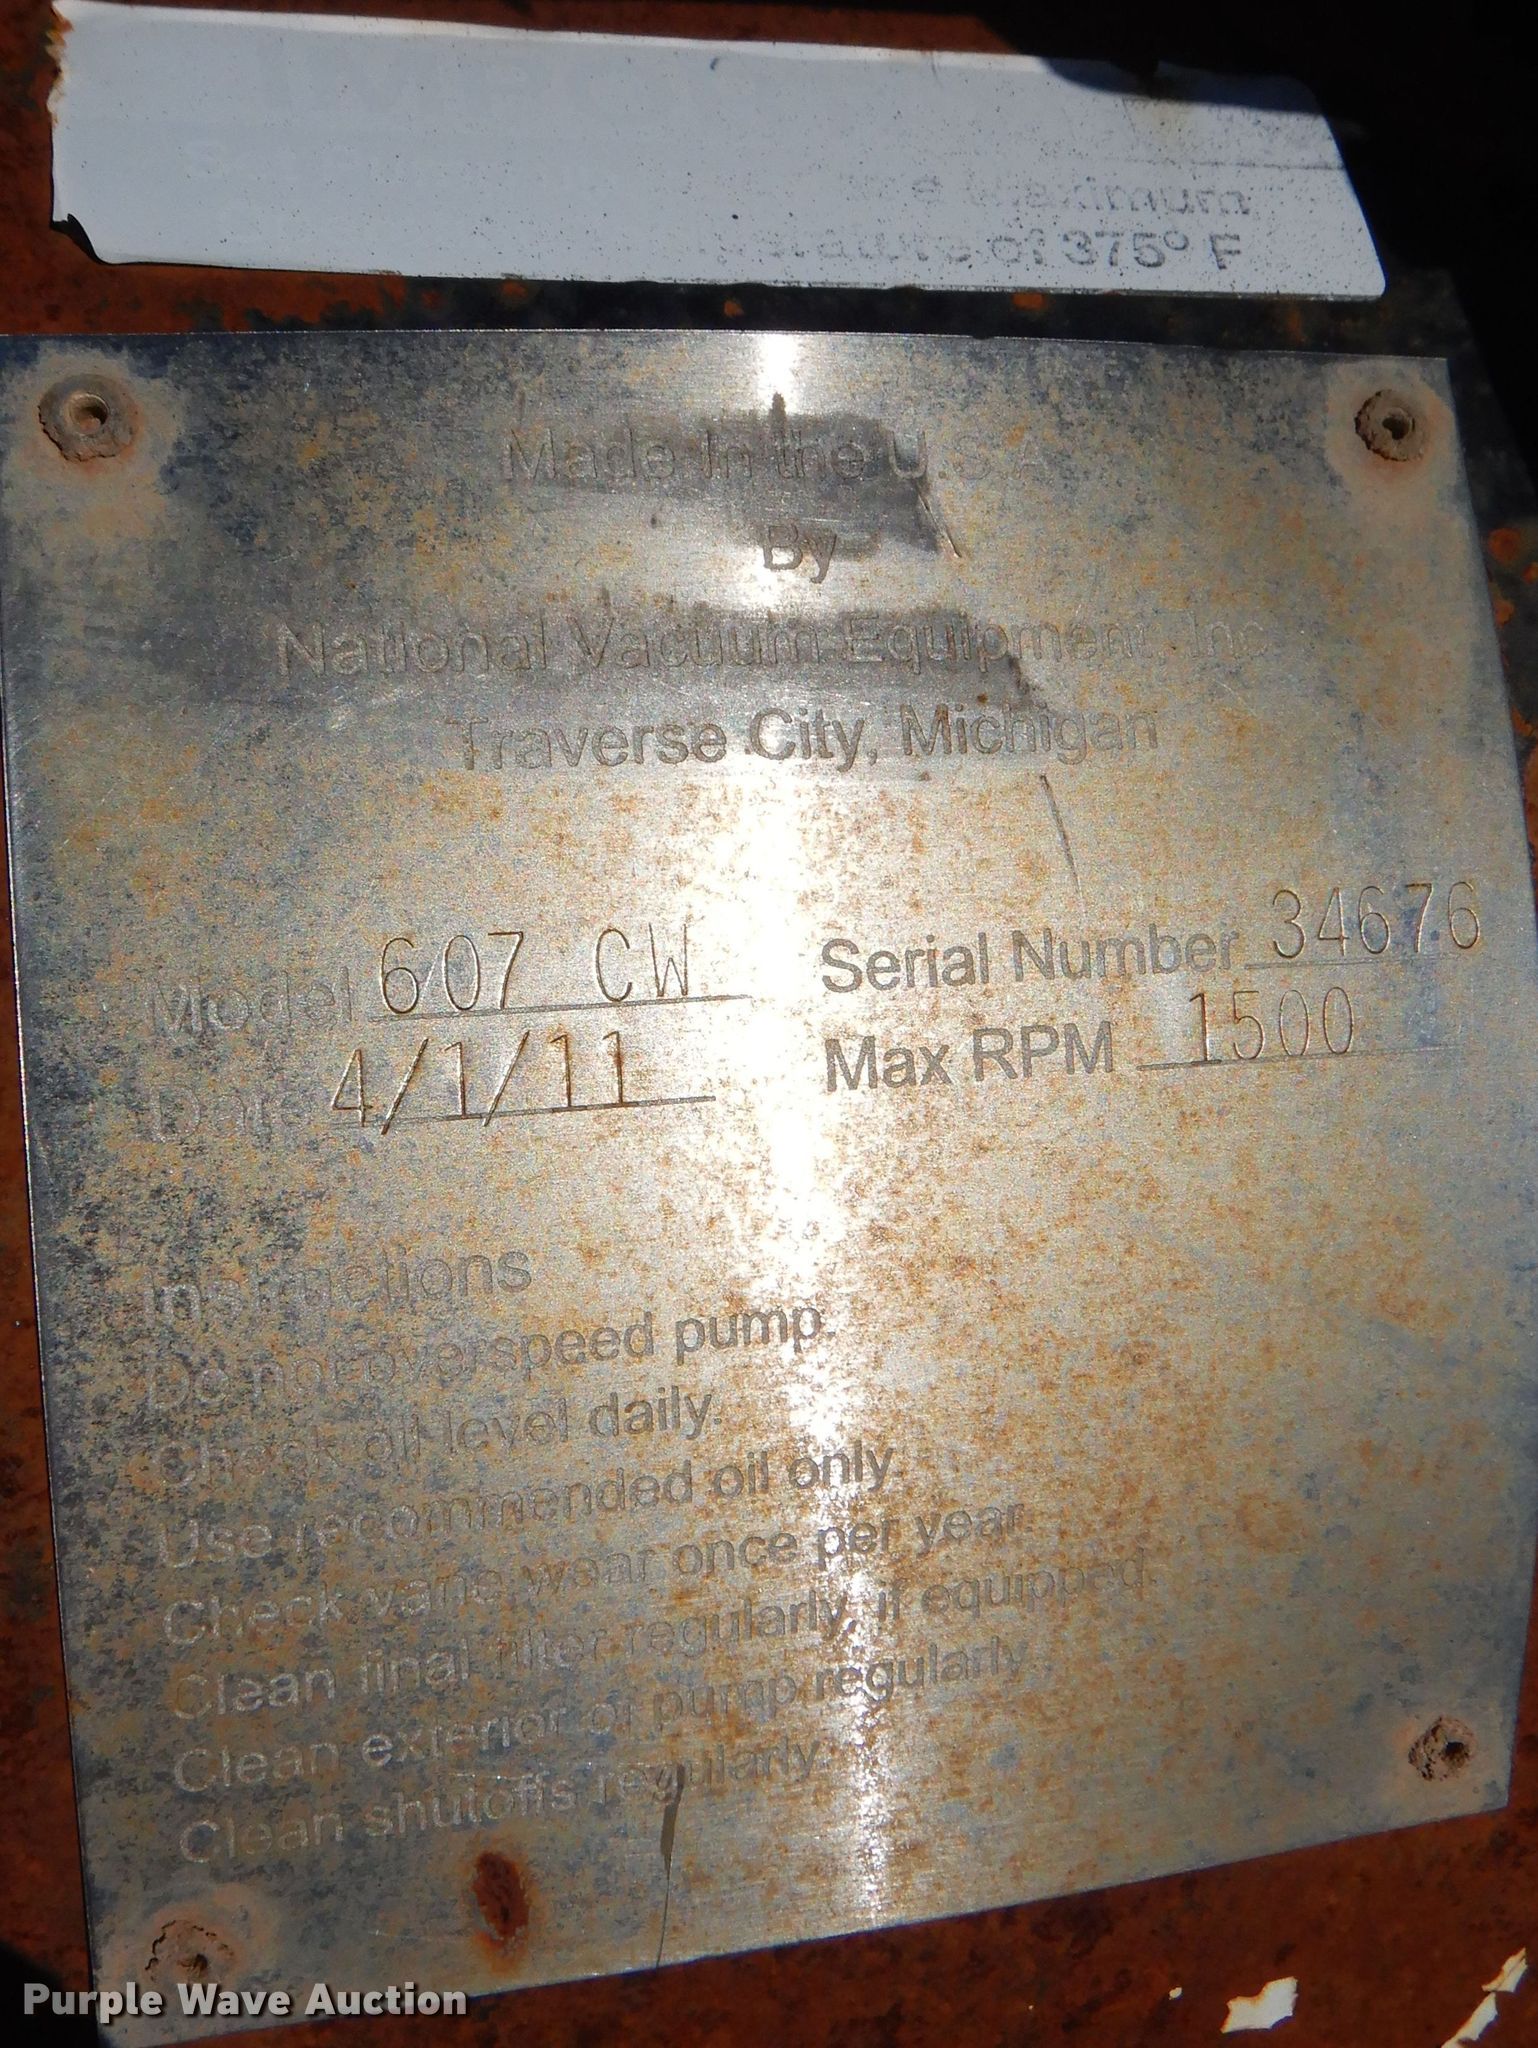 Maximum
of 375° F
Made In the U.S.A
By
National Vacuum Equipment, Inc
Traverse City, Michigan
Model 607 CW Serial Number 34676
Date 4/1/11 Max RPM 1500
Instructions
Do not overspeed pump.
Check oil level daily.
Use recommended oil only
Check vane wear once per year.
Clean final filter regularly, if equipped.
Clean exterior of pump regularly.
Clean shutoffs regularly.
Purple Wave Auction